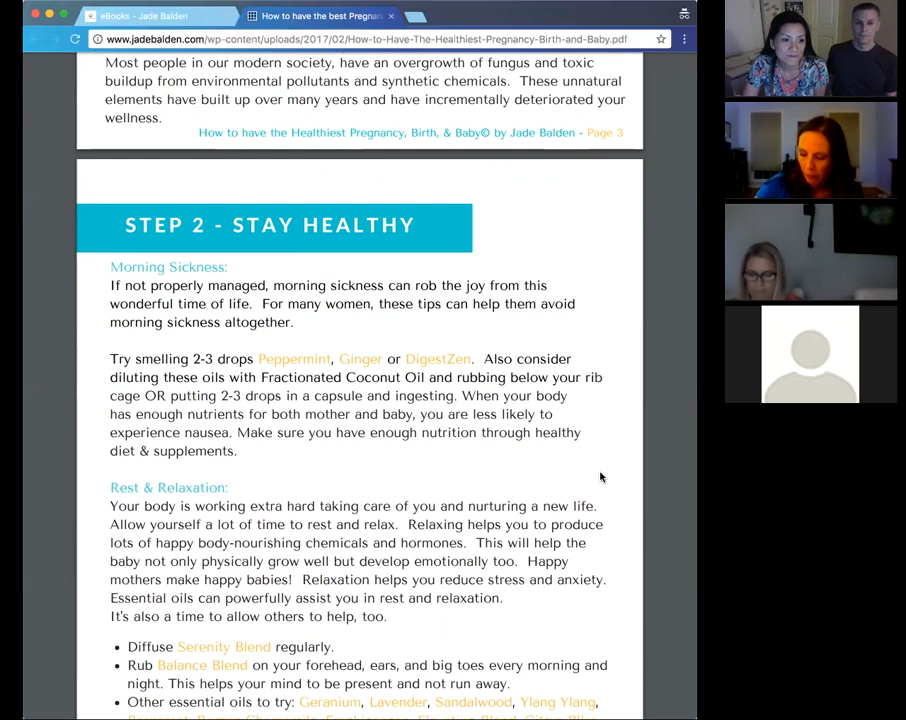 eBooks - Jade Balden
How to have the best Pregnan
www.jadebalden.com/wp-content/uploads/2017/02/How-to-Have-The-Healthiest-Pregnancy-Birth-and-Baby.pdf
Most people in our modern society, have an overgrowth of fungus and toxic
buildup from environmental pollutants and synthetic chemicals. These unnatural
elements have built up over many years and have incrementally deteriorated your
wellness.
How to have the Healthiest Pregnancy, Birth, & Baby© by Jade Balden - Page 3
STEP 2 - STAY HEALTHY
Morning Sickness:
If not properly managed, morning sickness can rob the joy from this
wonderful time of life. For many women, these tips can help them avoid
morning sickness altogether.
Try smelling 2-3 drops Peppermint, Ginger or DigestZen. Also consider
diluting these oils with Fractionated Coconut Oil and rubbing below your rib
cage OR putting 2-3 drops in a capsule and ingesting. When your body
has enough nutrients for both mother and baby, you are less likely to
experience nausea. Make sure you have enough nutrition through healthy
diet & supplements.
Rest & Relaxation:
Your body is working extra hard taking care of you and nurturing a new life.
Allow yourself a lot of time to rest and relax. Relaxing helps you to produce
lots of happy body-nourishing chemicals and hormones. This will help the
baby not only physically grow well but develop emotionally too. Happy
mothers make happy babies! Relaxation helps you reduce stress and anxiety.
Essential oils can powerfully assist you in rest and relaxation.
It's also a time to allow others to help, too.
• Diffuse Serenity Blend regularly.
• Rub Balance Blend on your forehead, ears, and big toes every morning and
night. This helps your mind to be present and not run away.
• Other essential oils to try: Geranium, Lavender, Sandalwood, Ylang Ylang,